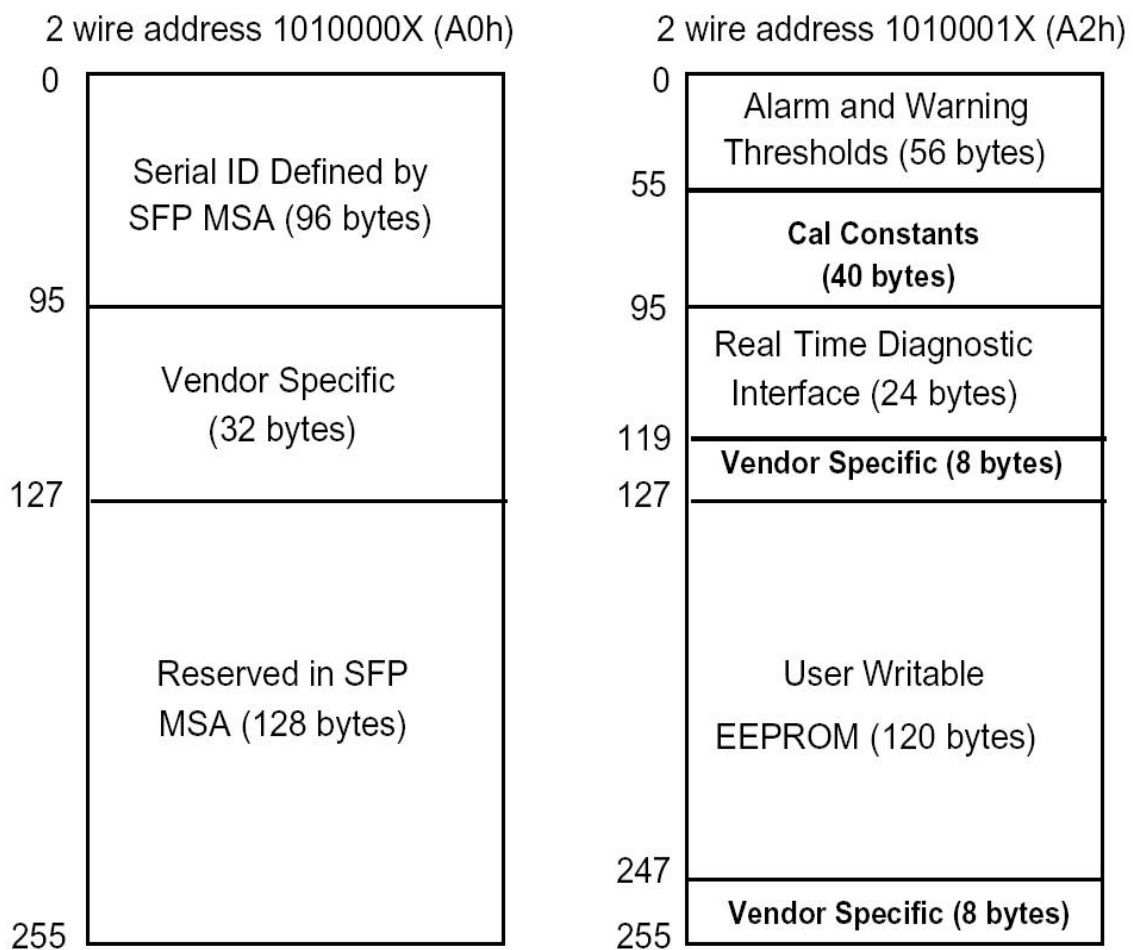 2 wire address 1010000X (A0h)
0
Serial ID Defined by
SFP MSA (96 bytes)
95
Vendor Specific
(32 bytes)
127
Reserved in SFP
MSA (128 bytes)
255
2 wire address 1010001X (A2h)
0
Alarm and Warning
Thresholds (56 bytes)
55
Cal Constants
(40 bytes)
95
Real Time Diagnostic
Interface (24 bytes)
119
Vendor Specific (8 bytes)
127
User Writable
EEPROM (120 bytes)
247
Vendor Specific (8 bytes)
255